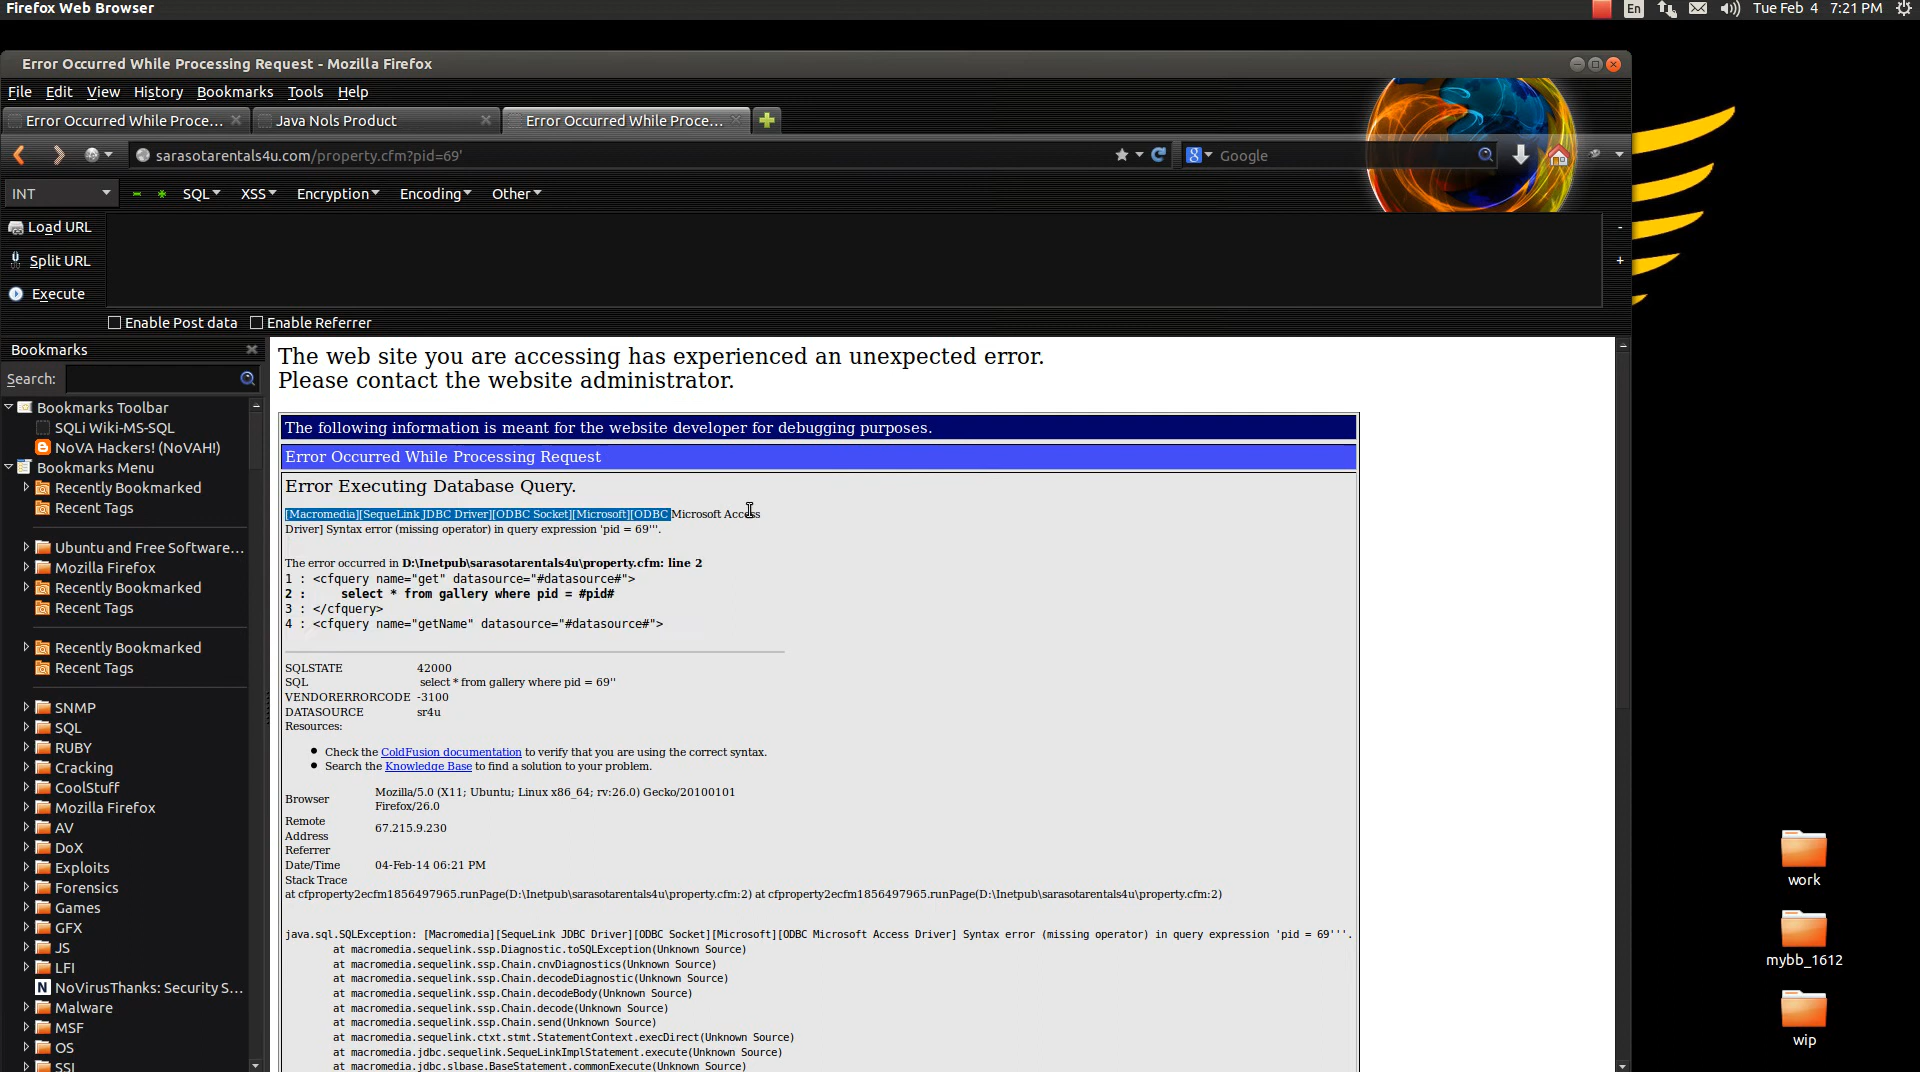 Firefox Web Browser
En
Tue Feb 4 7:21 PM
Error Occurred While Processing Request - Mozilla Firefox
File Edit View History Bookmarks Tools Help
Error Occurred While Proce... Java Nols Product Error Occurred While Proce...
sarasotarentals4u.com/property.cfm?pid=69' Google
INT SQL XSS Encryption Encoding Other
Load URL
Split URL
Execute
Enable Post data Enable Referrer
Bookmarks
Search:
Bookmarks Toolbar
SQLi Wiki-MS-SQL
NoVA Hackers! (NoVAH!)
Bookmarks Menu
Recently Bookmarked
Recent Tags
Ubuntu and Free Software...
Mozilla Firefox
Recently Bookmarked
Recent Tags
Recently Bookmarked
Recent Tags
SNMP
SQL
RUBY
Cracking
CoolStuff
Mozilla Firefox
AV
DoX
Exploits
Forensics
Games
GFX
JS
LFI
NoVirusThanks: Security S...
Malware
MSF
OS
SSI
The web site you are accessing has experienced an unexpected error.
Please contact the website administrator.
The following information is meant for the website developer for debugging purposes.
Error Occurred While Processing Request
Error Executing Database Query.
[Macromedia][SequeLink JDBC Driver][ODBC Socket][Microsoft][ODBC Microsoft Access
Driver] Syntax error (missing operator) in query expression 'pid = 69'''.
The error occurred in D:\Inetpub\sarasotarentals4u\property.cfm: line 2
1 : <cfquery name="get" datasource="#datasource#">
2 : select * from gallery where pid = #pid#
3 : </cfquery>
4 : <cfquery name="getName" datasource="#datasource#">
SQLSTATE 42000
SQL select * from gallery where pid = 69''
VENDORERRORCODE -3100
DATASOURCE sr4u
Resources:
Check the ColdFusion documentation to verify that you are using the correct syntax.
Search the Knowledge Base to find a solution to your problem.
Browser Mozilla/5.0 (X11; Ubuntu; Linux x86_64; rv:26.0) Gecko/20100101
Firefox/26.0
Remote
Address 67.215.9.230
Referrer
Date/Time 04-Feb-14 06:21 PM
Stack Trace
at cfproperty2ecfm1856497965.runPage(D:\Inetpub\sarasotarentals4u\property.cfm:2) at cfproperty2ecfm1856497965.runPage(D:\Inetpub\sarasotarentals4u\property.cfm:2)
java.sql.SQLException: [Macromedia][SequeLink JDBC Driver][ODBC Socket][Microsoft][ODBC Microsoft Access Driver] Syntax error (missing operator) in query expression 'pid = 69'''.
at macromedia.sequelink.ssp.Diagnostic.toSQLException(Unknown Source)
at macromedia.sequelink.ssp.Chain.cnvDiagnostics(Unknown Source)
at macromedia.sequelink.ssp.Chain.decodeDiagnostic(Unknown Source)
at macromedia.sequelink.ssp.Chain.decodeBody(Unknown Source)
at macromedia.sequelink.ssp.Chain.decode(Unknown Source)
at macromedia.sequelink.ssp.Chain.send(Unknown Source)
at macromedia.sequelink.ctxt.stmt.StatementContext.execDirect(Unknown Source)
at macromedia.jdbc.sequelink.SequeLinkImplStatement.execute(Unknown Source)
at macromedia.jdbc.slbase.BaseStatement.commonExecute(Unknown Source)
work
mybb_1612
wip